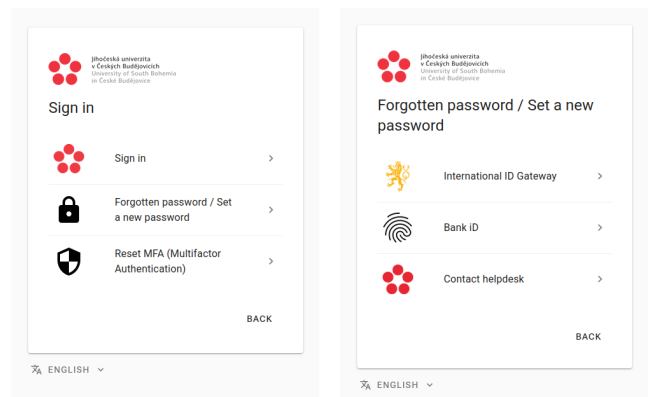 Jihočeská univerzita
v Českých Budějovicích
University of South Bohemia
in České Budějovice
Sign in
Sign in
Forgotten password / Set
a new password
Reset MFA (Multifactor
Authentication)
BACK
ENGLISH
Jihočeská univerzita
v Českých Budějovicích
University of South Bohemia
in České Budějovice
Forgotten password / Set a new
password
International ID Gateway
Bank iD
Contact helpdesk
BACK
ENGLISH